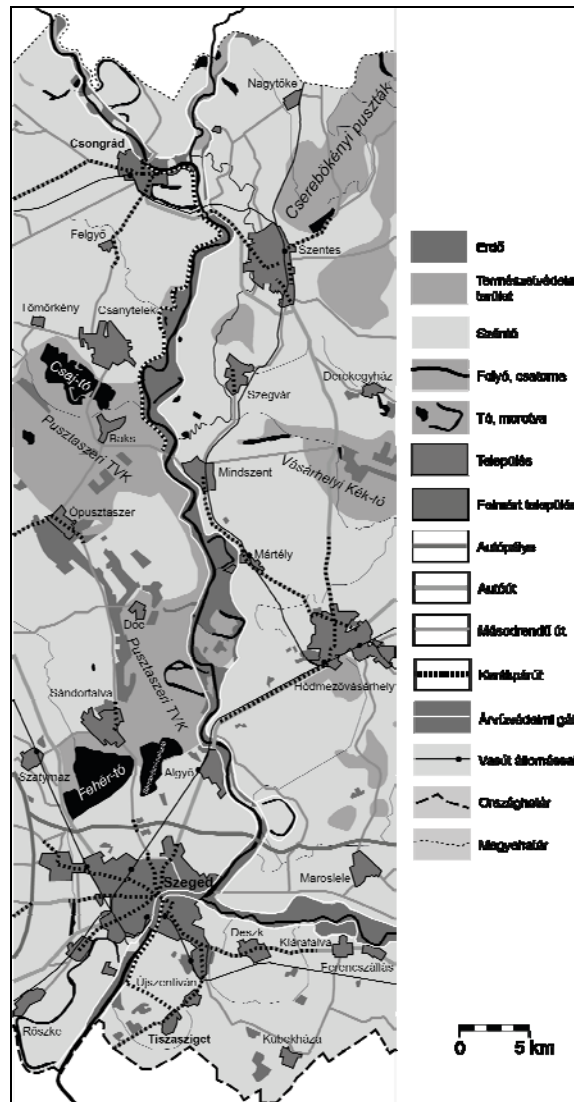 Nagytőke
Cserebökényi puszták
Csongrád
Szentes
Felgyő
Tömörkény
Csanytelek
Csaj-tó
Szegvár
Derekegyház
Baks
Pusztaszeri TVK
Mindszent
Vásárhelyi Kék-tó
Ópusztaszer
Mártély
Dóc
Pusztaszeri TVK
Hódmezővásárhely
Sándorfalva
Szatymaz
Fehér-tó
Algyő
Maroslele
Szeged
Deszk
Klárafalva
Ferencszállás
Újszentiván
Röszke
Tiszasziget
Kübekháza
Erdő
Természetvédelmi
terület
Szántó
Folyó, csatorna
Tó, morotva
Település
Felmért település
Autópálya
Autóút
Másodrendű út
Kerékpárút
Árvízvédelmi gát
Vasút állomással
Országhatár
Megyehatár
0 5 km